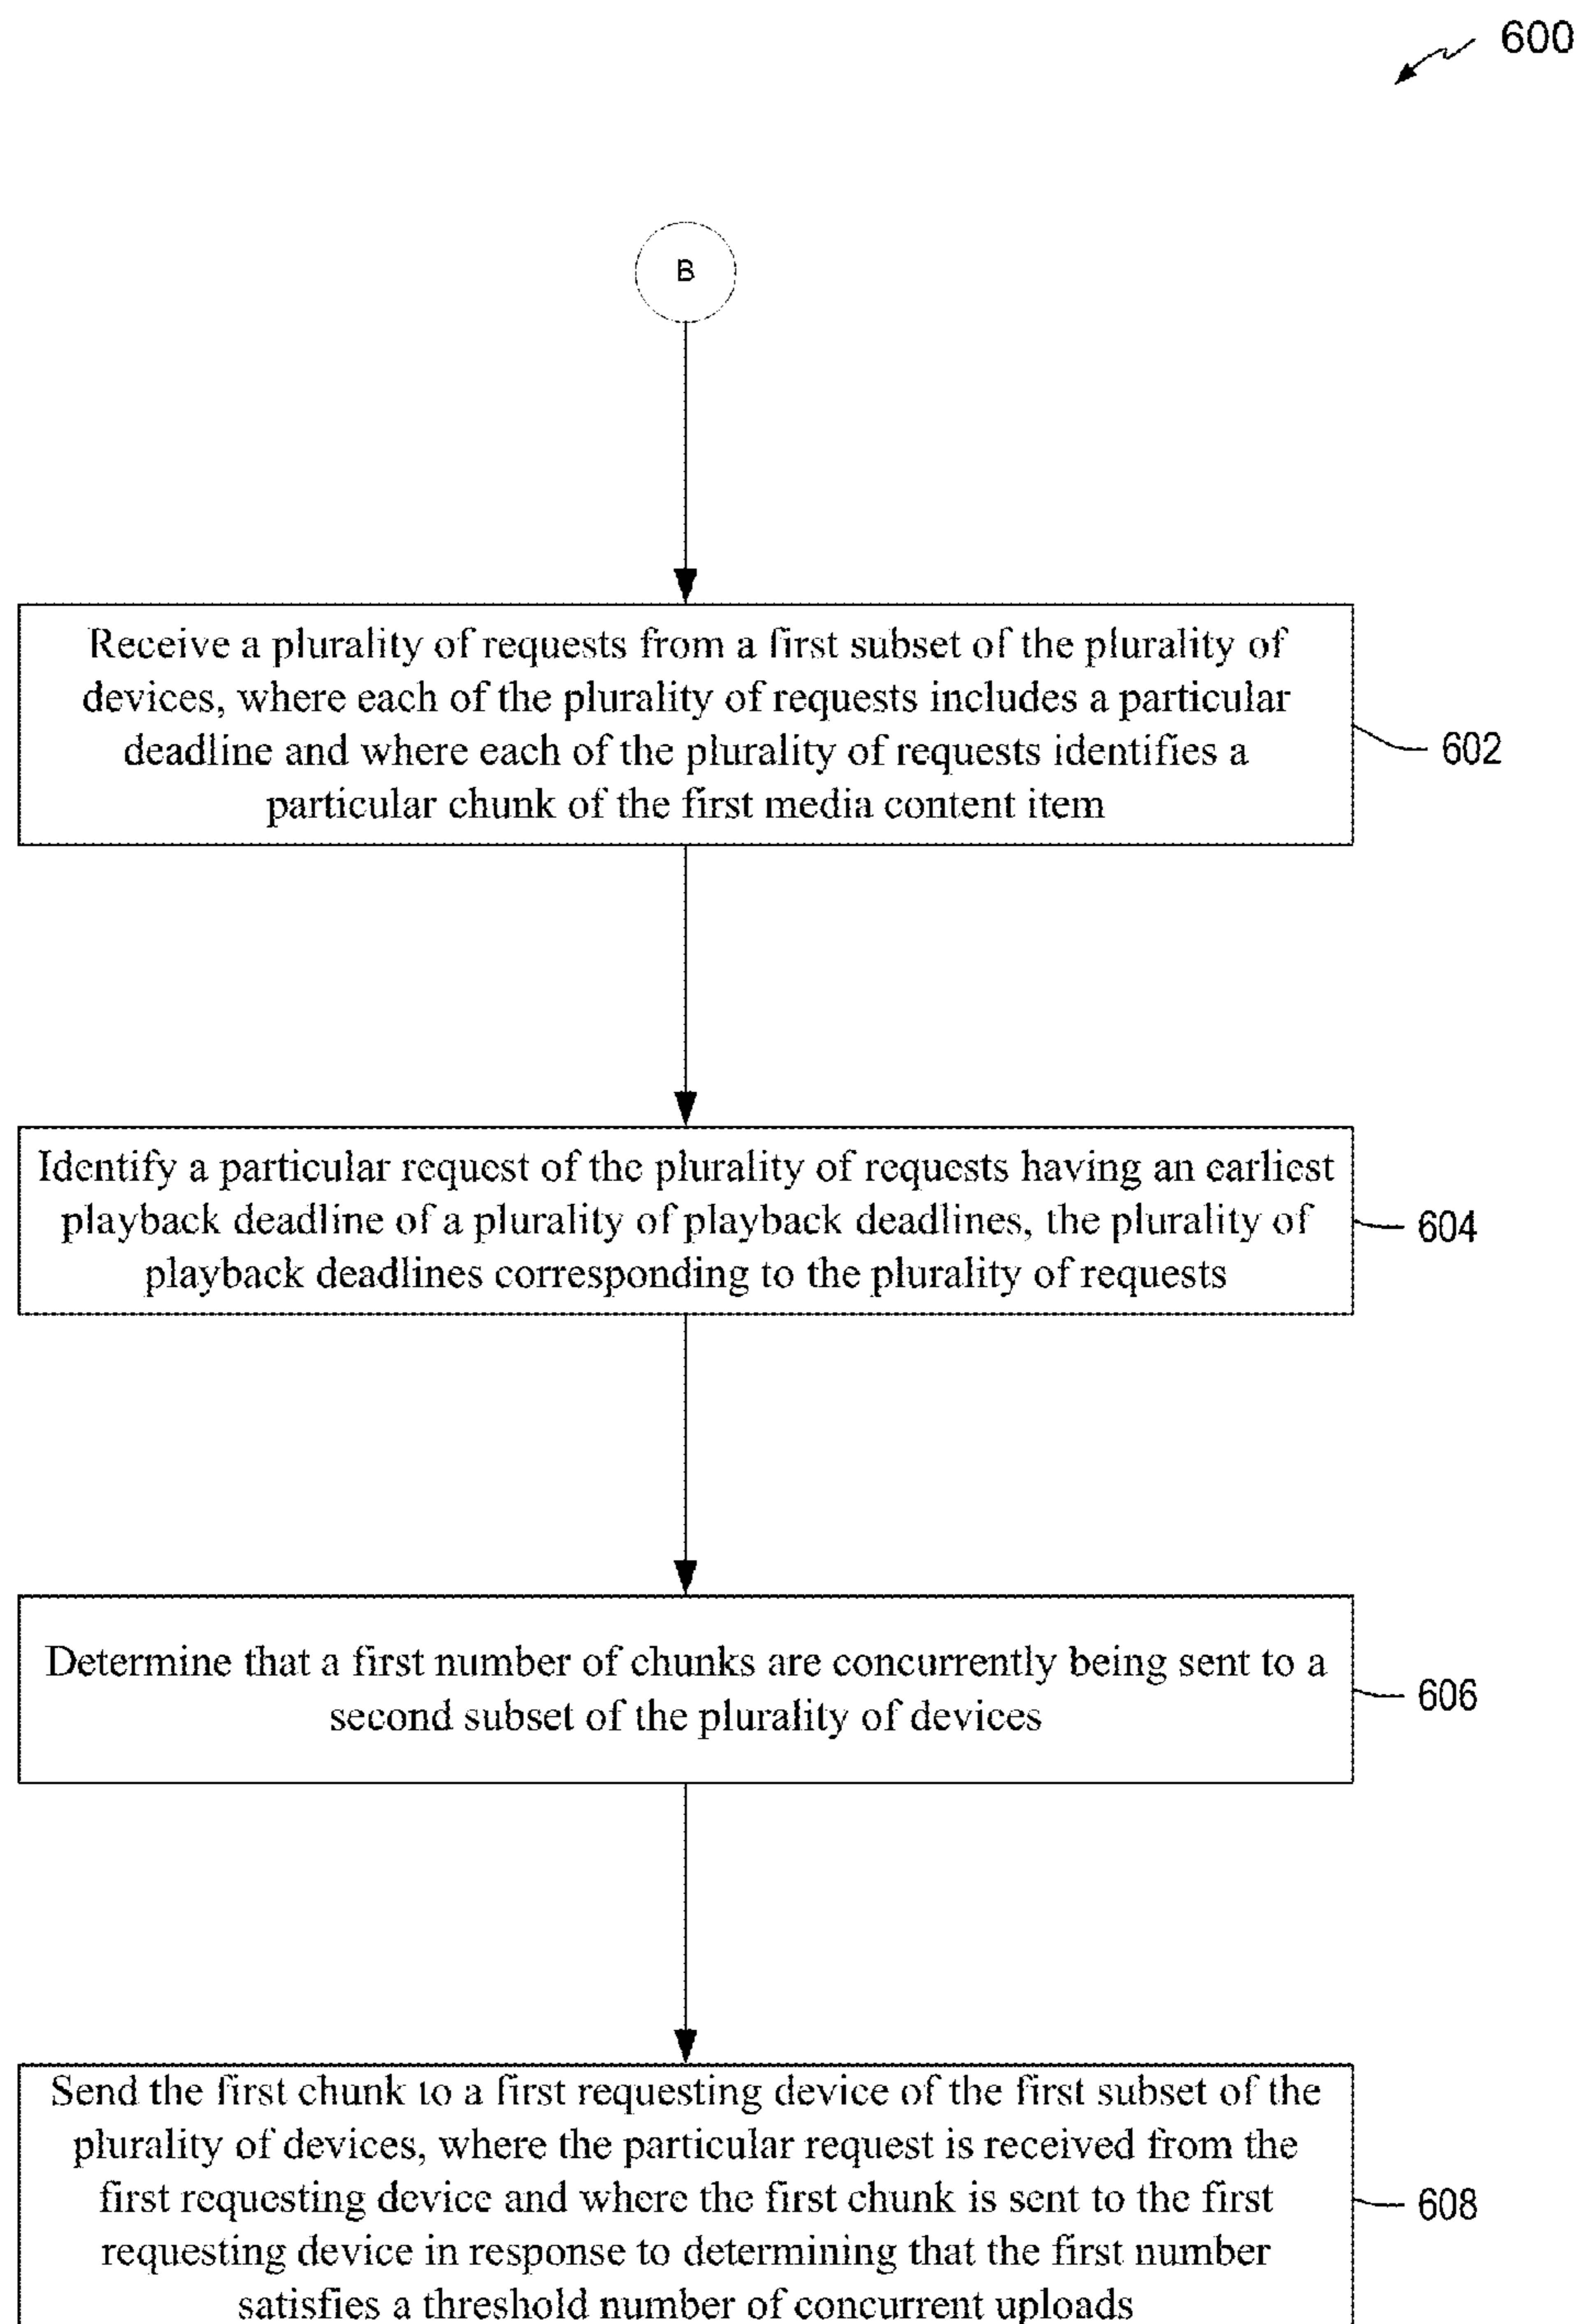 600
B
Receive a plurality of requests from a first subset of the plurality of
devices, where each of the plurality of requests includes a particular
deadline and where each of the plurality of requests identifies a
particular chunk of the first media content item
602
Identify a particular request of the plurality of requests having an earliest
playback deadline of a plurality of playback deadlines, the plurality of
playback deadlines corresponding to the plurality of requests
604
Determine that a first number of chunks are concurrently being sent to a
second subset of the plurality of devices
606
Send the first chunk to a first requesting device of the first subset of the
plurality of devices, where the particular request is received from the
first requesting device and where the first chunk is sent to the first
requesting device in response to determining that the first number
satisfies a threshold number of concurrent uploads
608